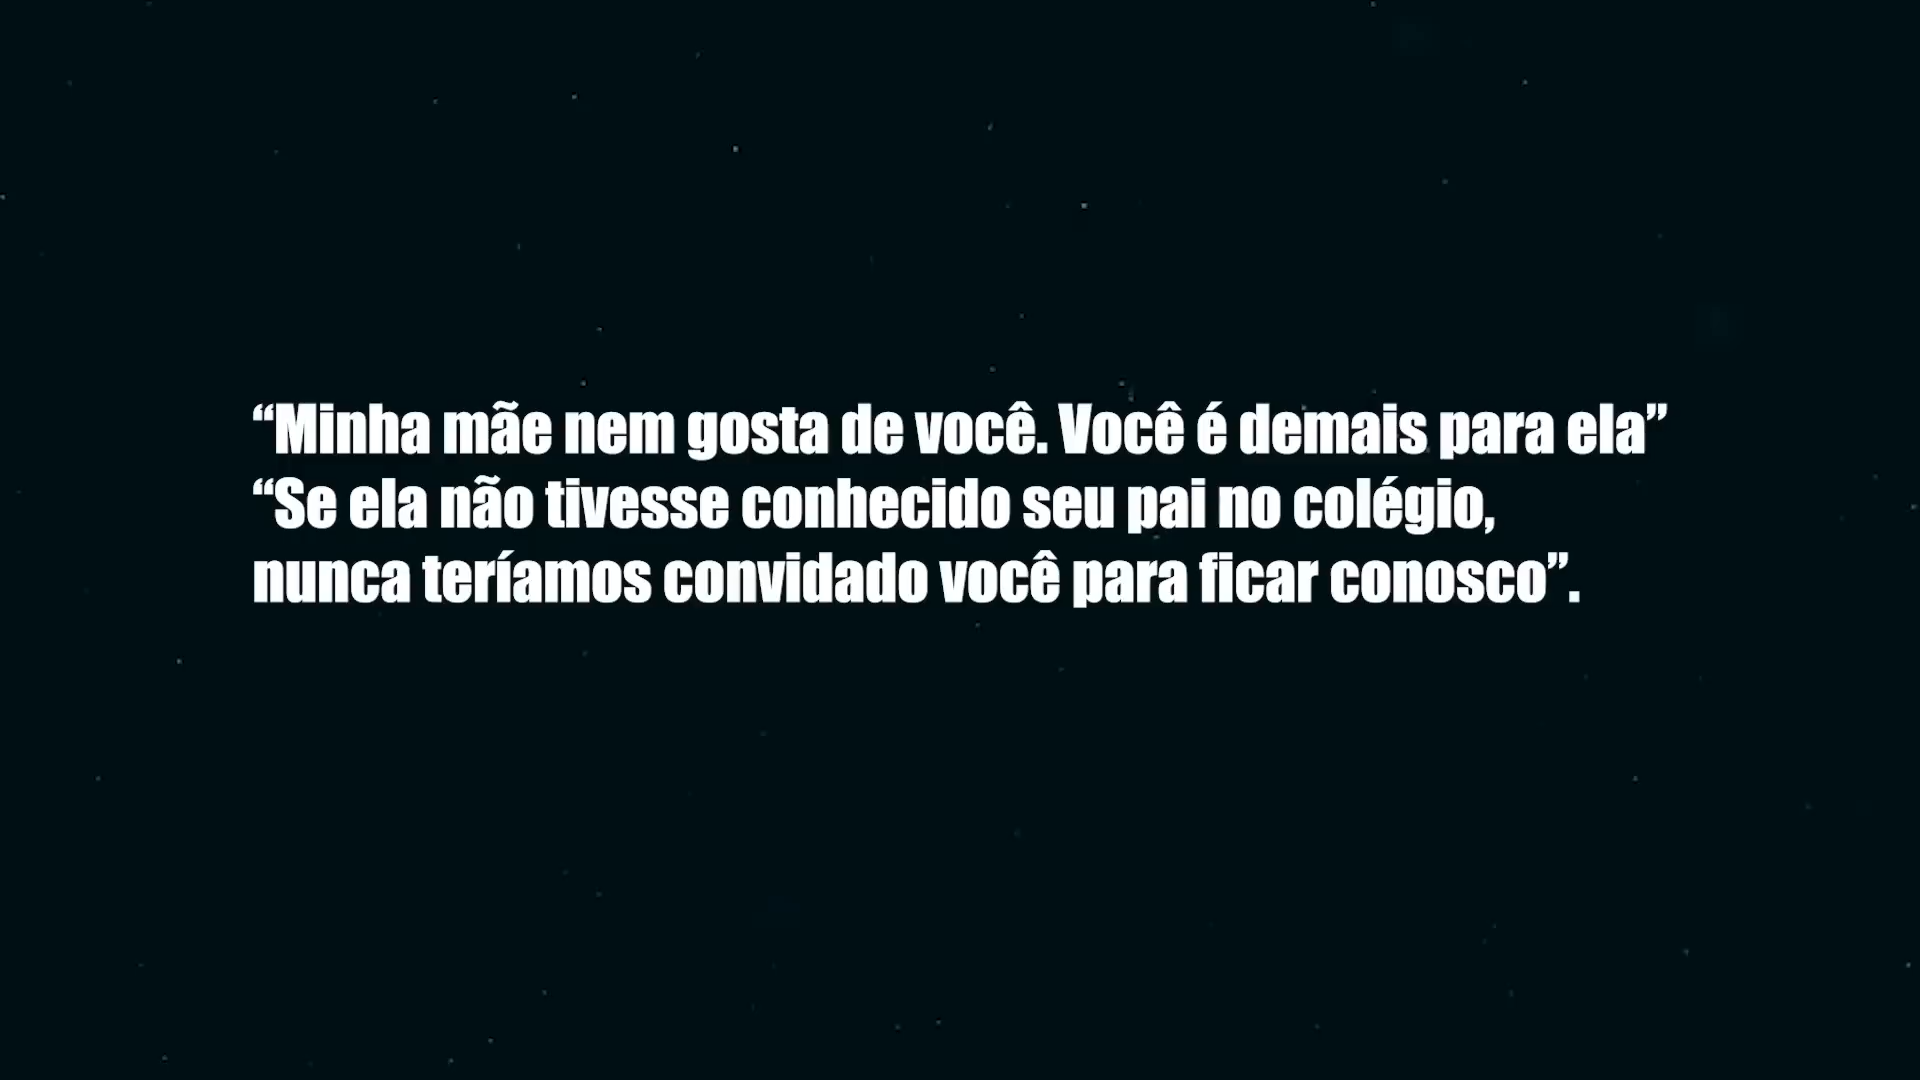 “Minha mãe nem gosta de você. Você é demais para ela”
“Se ela não tivesse conhecido seu pai no colégio,
nunca teríamos convidado você para ficar conosco”.